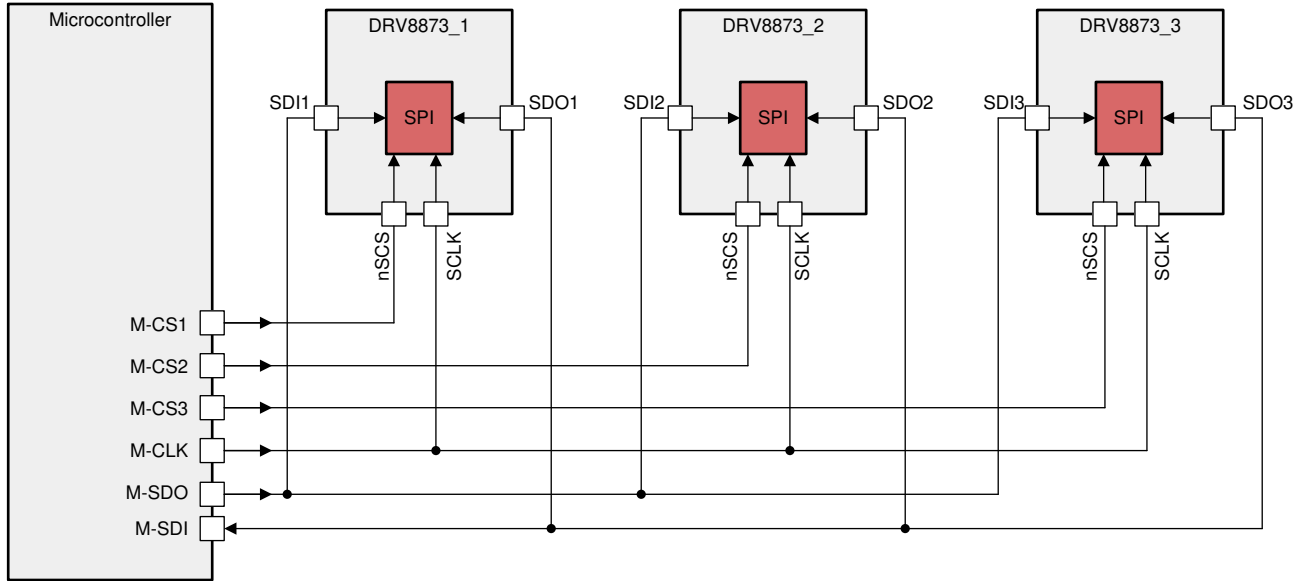 Microcontroller
DRV8873_1
DRV8873_2
DRV8873_3
SDI1
SPI
SDO1
SDI2
SPI
SDO2
SDI3
SPI
SDO3
nSCS
SCLK
nSCS
SCLK
nSCS
SCLK
M-CS1
M-CS2
M-CS3
M-CLK
M-SDO
M-SDI